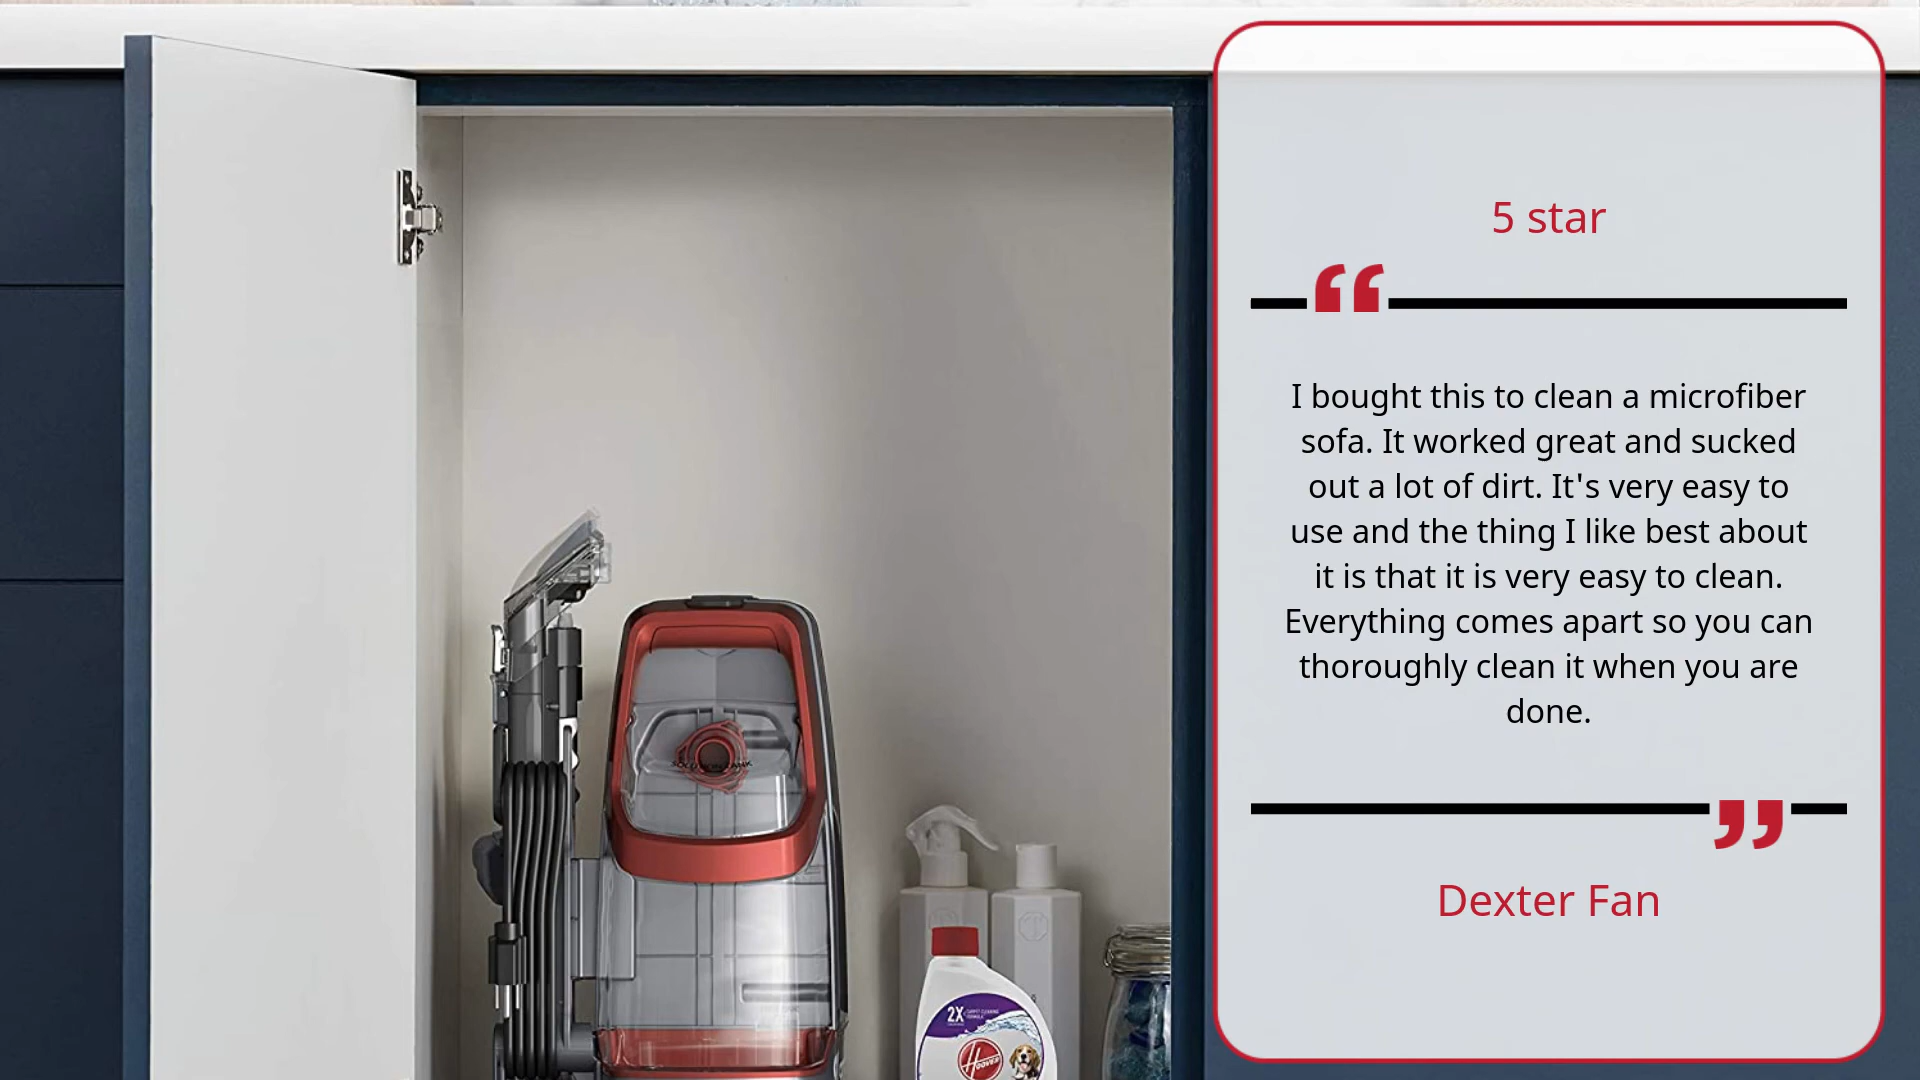 5 star
“
I bought this to clean a microfiber
sofa. It worked great and sucked
out a lot of dirt. It's very easy to
use and the thing I like best about
it is that it is very easy to clean.
Everything comes apart so you can
thoroughly clean it when you are
done.
”
Dexter Fan
SOLUTION TANK
2X
HOOVER